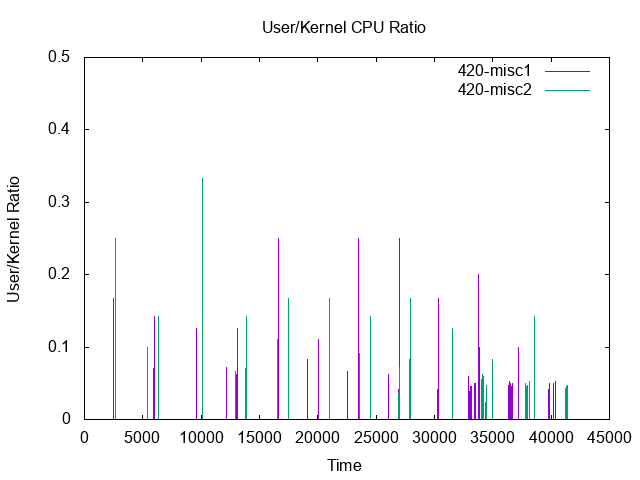 User/Kernel CPU Ratio
420-misc1
420-misc2
User/Kernel Ratio
0.5
0.4
0.3
0.2
0.1
0
0 5000 10000 15000 20000 25000 30000 35000 40000 45000
Time